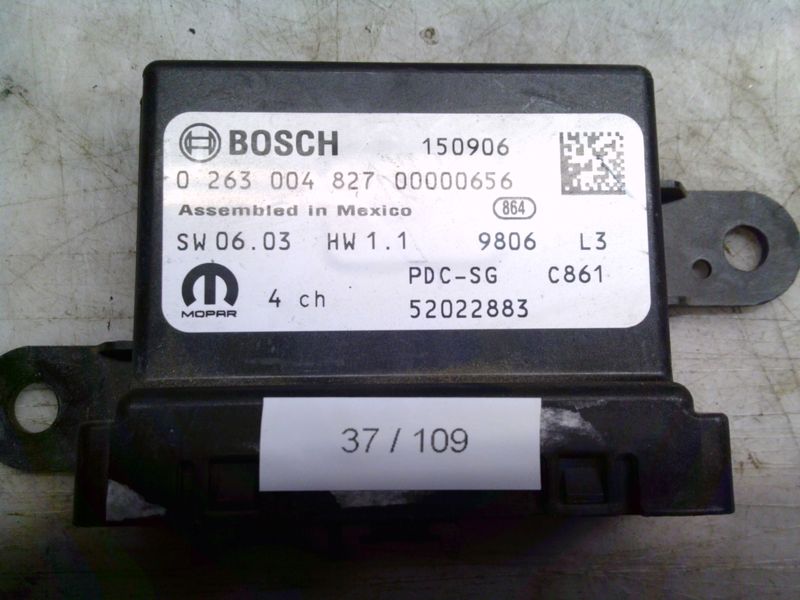 BOSCH 150906
0 263 004 827 00000656
Assembled in Mexico 864
SW 06.03 HW 1.1 9806 L3
PDC-SG C861
MOPAR 4 ch 52022883
37 / 109